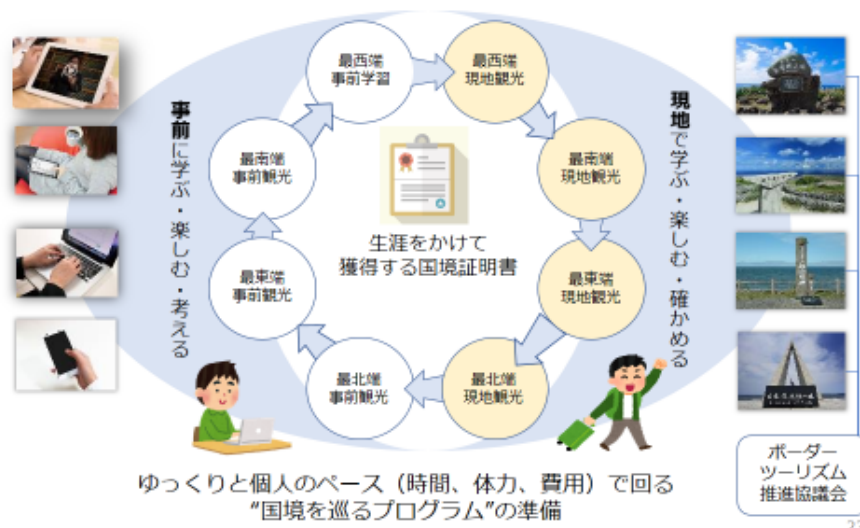 最西端
事前学習
最西端
現地観光
最南端
事前観光
最南端
現地観光
最東端
事前観光
最東端
現地観光
最北端
事前観光
最北端
現地観光
事前に学ぶ・楽しむ・考える
現地で学ぶ・楽しむ・確かめる
生涯をかけて
獲得する国境証明書
ゆっくりと個人のペース（時間、体力、費用）で回る
“国境を巡るプログラム”の準備
ボーダー
ツーリズム
推進協議会